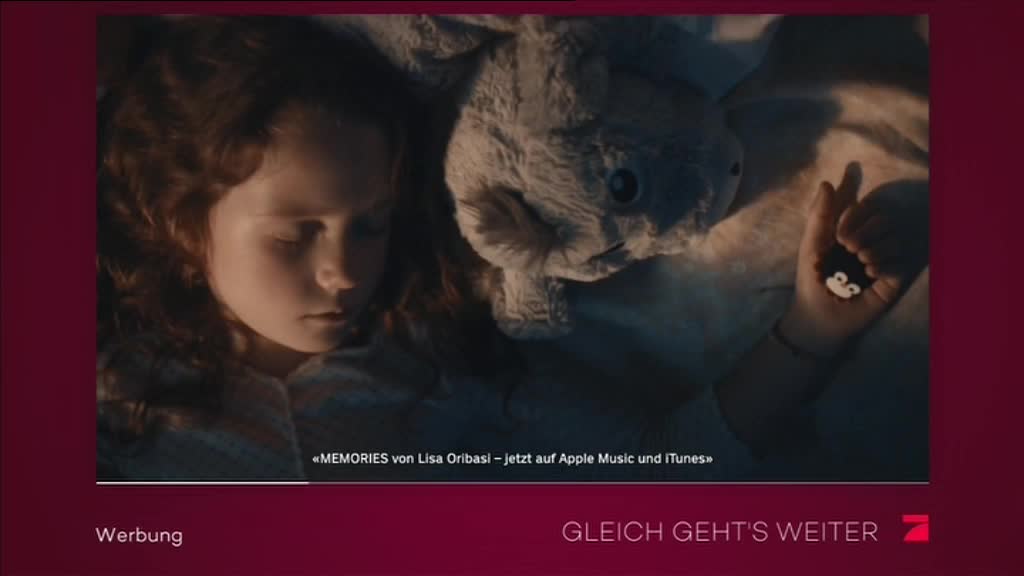 «MEMORIES von Lisa Oribasi – jetzt auf Apple Music und iTunes»
Werbung
GLEICH GEHT'S WEITER